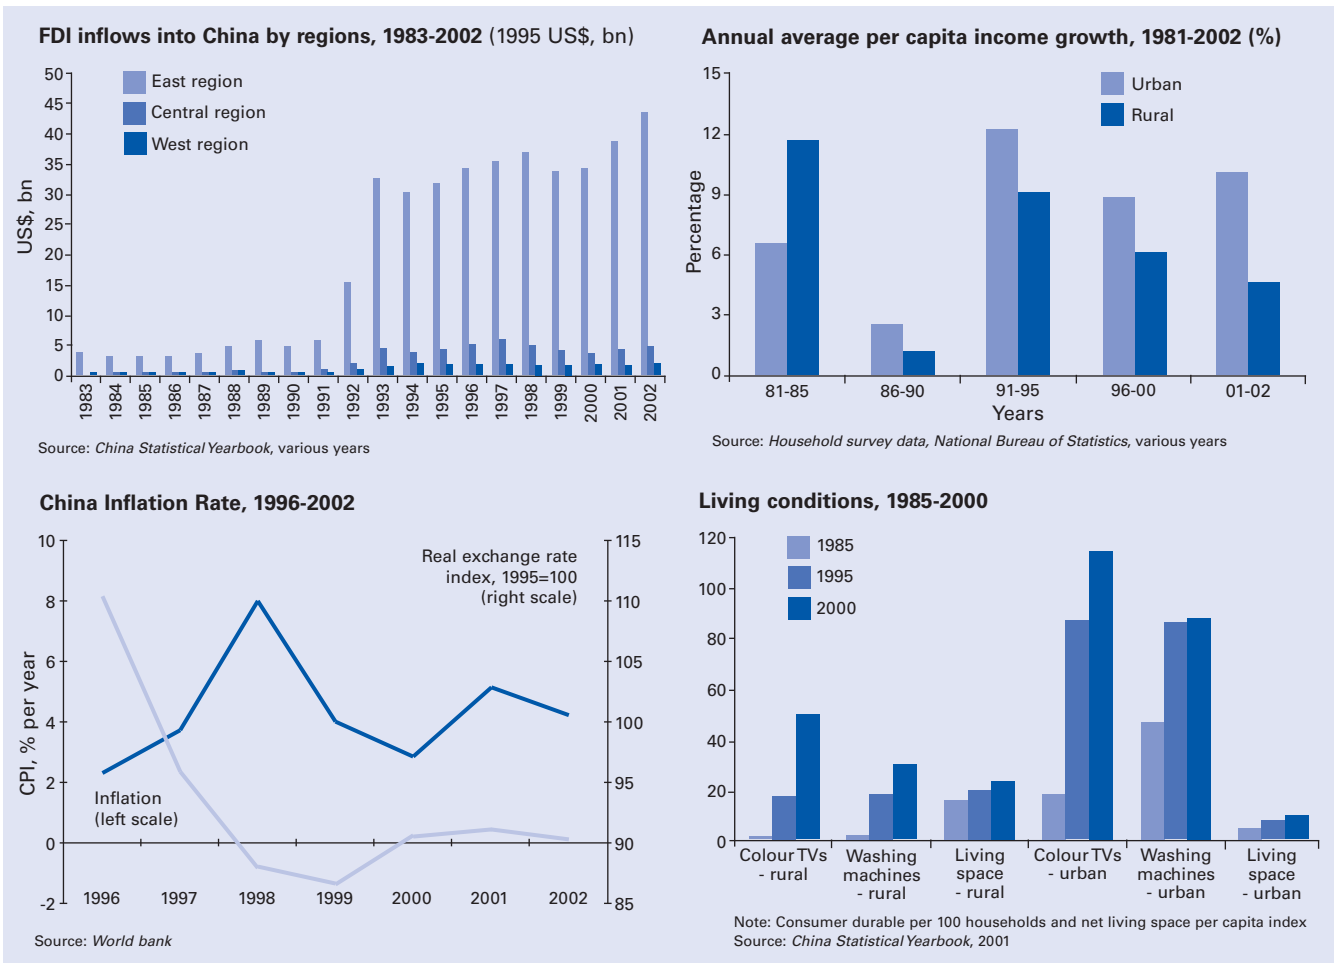 FDI inflows into China by regions, 1983-2002 (1995 US$, bn)
US$, bn
50
45
40
35
30
25
20
15
10
5
0
East region
Central region
West region
1983
1984
1985
1986
1987
1988
1989
1990
1991
1992
1993
1994
1995
1996
1997
1998
1999
2000
2001
2002
Source: China Statistical Yearbook, various years
Annual average per capita income growth, 1981-2002 (%)
Percentage
15
12
9
6
3
0
Urban
Rural
81-85
86-90
91-95
96-00
01-02
Years
Source: Household survey data, National Bureau of Statistics, various years
China Inflation Rate, 1996-2002
CPI, % per year
10
8
6
4
2
0
-2
Real exchange rate
index, 1995=100
(right scale)
Inflation
(left scale)
115
110
105
100
95
90
85
1996
1997
1998
1999
2000
2001
2002
Source: World bank
Living conditions, 1985-2000
120
100
80
60
40
20
0
1985
1995
2000
Colour TVs
- rural
Washing
machines
- rural
Living
space
- rural
Colour TVs
- urban
Washing
machines
- urban
Living
space
- urban
Note: Consumer durable per 100 households and net living space per capita index
Source: China Statistical Yearbook, 2001